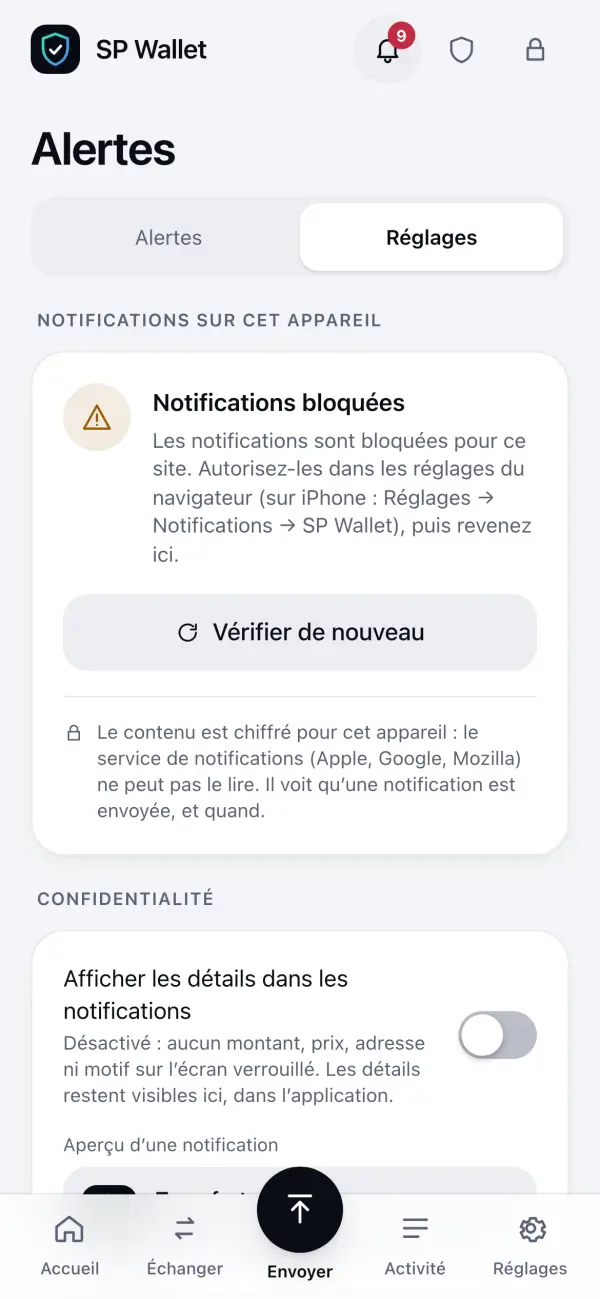 SP Wallet
9
Alertes
Alertes
Réglages
NOTIFICATIONS SUR CET APPAREIL
Notifications bloquées
Les notifications sont bloquées pour ce
site. Autorisez-les dans les réglages du
navigateur (sur iPhone : Réglages →
Notifications → SP Wallet), puis revenez
ici.
Vérifier de nouveau
Le contenu est chiffré pour cet appareil : le
service de notifications (Apple, Google, Mozilla)
ne peut pas le lire. Il voit qu’une notification est
envoyée, et quand.
CONFIDENTIALITÉ
Afficher les détails dans les
notifications
Désactivé : aucun montant, prix, adresse
ni motif sur l’écran verrouillé. Les détails
restent visibles ici, dans l’application.
Aperçu d’une notification
Accueil
Échanger
Envoyer
Activité
Réglages